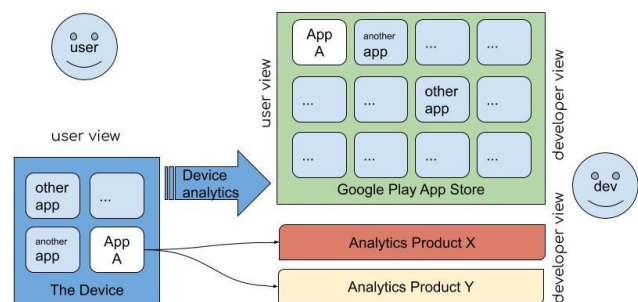 user
user view
user view
developer view
App
A
another
app
...
...
...
...
other
app
...
...
...
...
...
Google Play App Store
Device
analytics
dev
developer view
other
app
...
another
app
App
A
The Device
Analytics Product X
Analytics Product Y